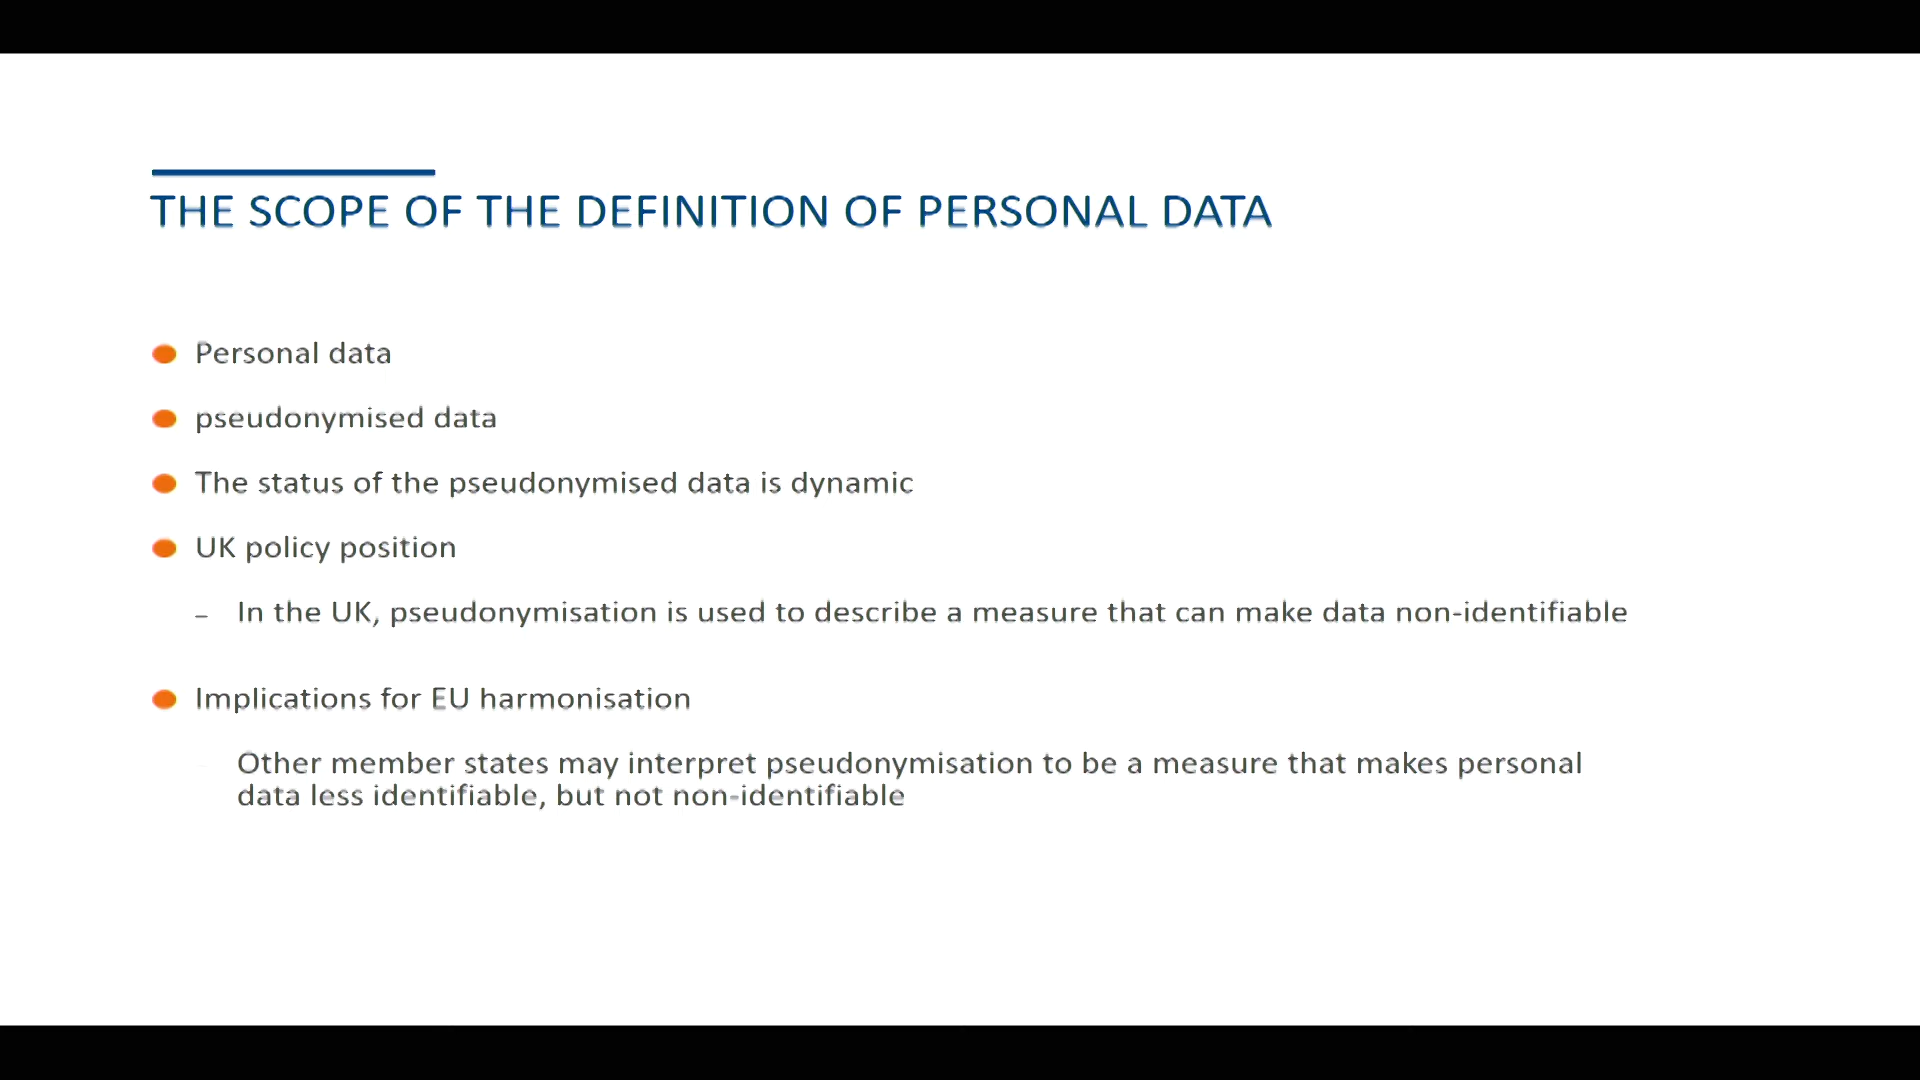 THE SCOPE OF THE DEFINITION OF PERSONAL DATA
Personal data
pseudonymised data
The status of the pseudonymised data is dynamic
UK policy position
– In the UK, pseudonymisation is used to describe a measure that can make data non-identifiable
Implications for EU harmonisation
Other member states may interpret pseudonymisation to be a measure that makes personal
data less identifiable, but not non-identifiable